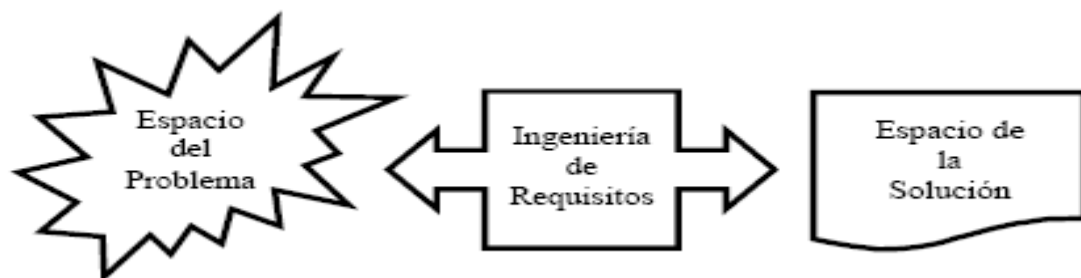 Espacio
del
Problema
Ingeniería
de
Requisitos
Espacio de
la
Solución